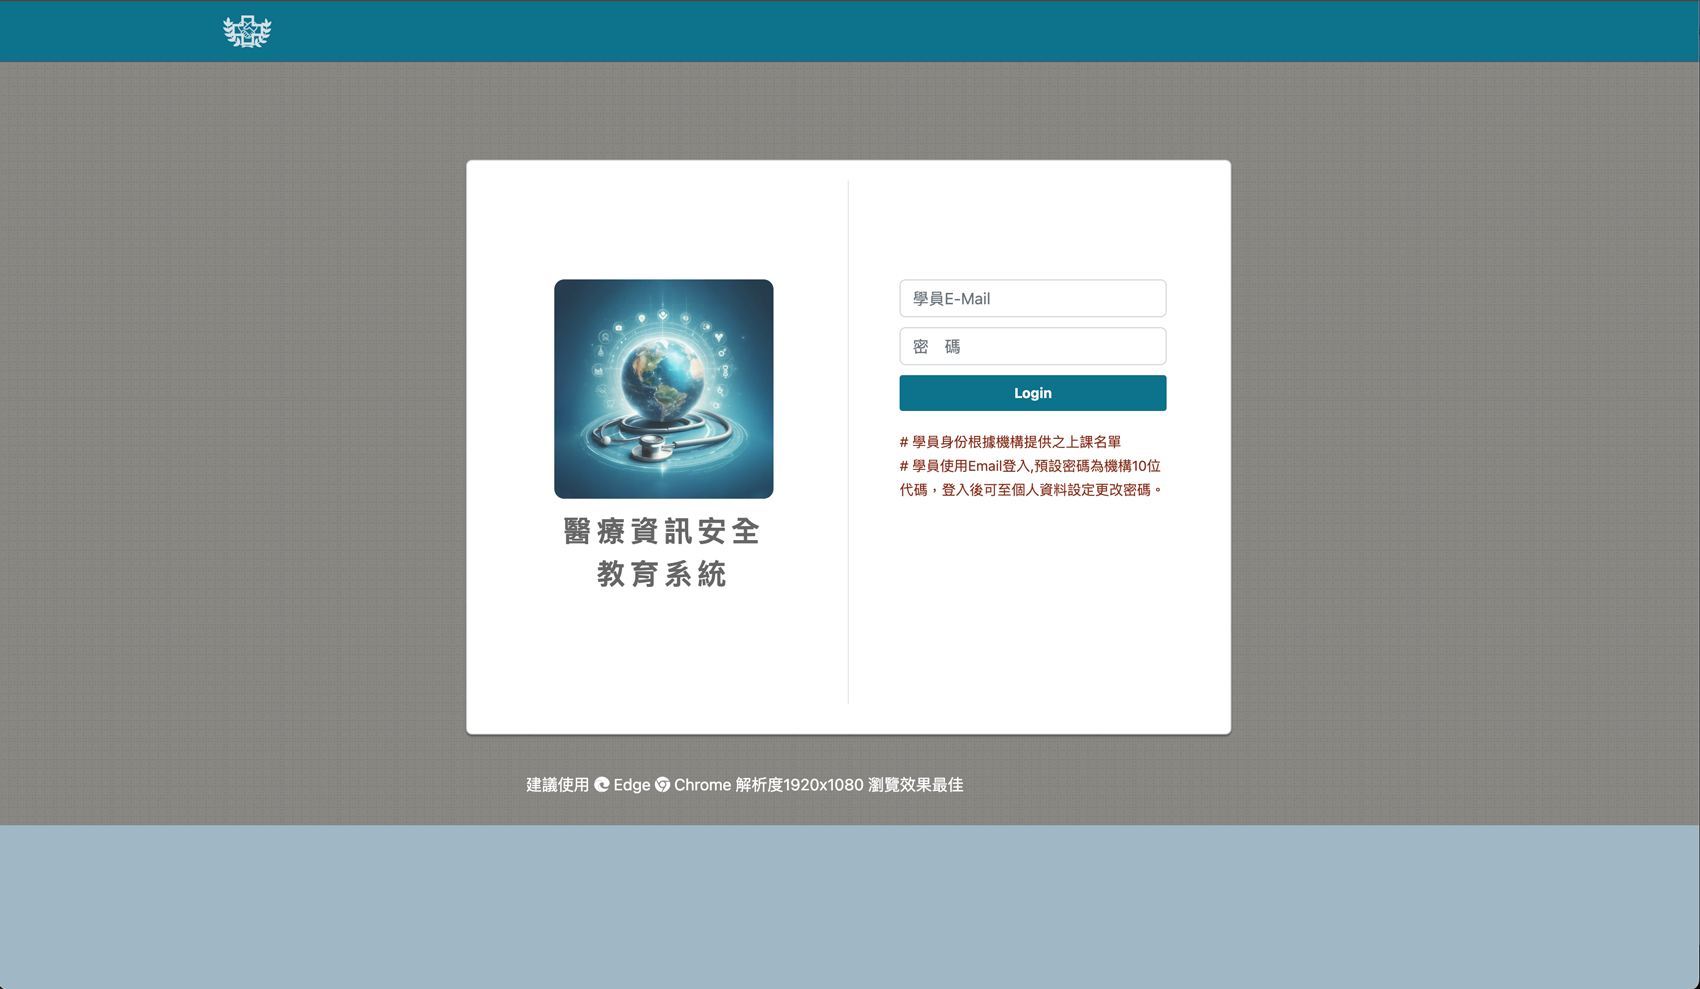 醫療資訊安全
教育系統
學員E-Mail
密 碼
Login
# 學員身份根據機構提供之上課名單
# 學員使用Email登入,預設密碼為機構10位
代碼，登入後可至個人資料設定更改密碼。
建議使用 Edge Chrome 解析度1920x1080 瀏覽效果最佳